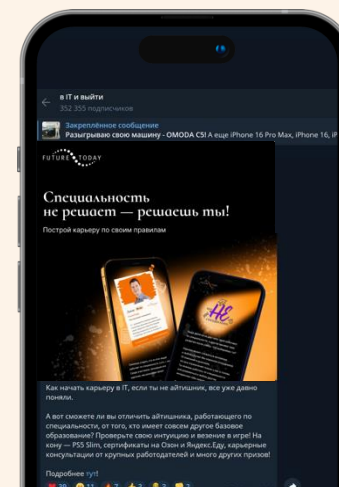 в IT и выйти
352 355 подписчиков
Закреплённое сообщение
Разыгрываю свою машину - OMODA C5! А еще iPhone 16 Pro Max, iPhone 16, iP
FUTURE TODAY
Специальность
не решает — решаешь ты!
Построй карьеру по своим правилам
НЕ
Как начать карьеру в IT, если ты не айтишник, все уже давно
поняли.
А вот сможете ли вы отличить айтишника, работающего по
специальности, от того, кто имеет совсем другое базовое
образование? Проверьте свою интуицию и везение в игре! На
кону — PS5 Slim, сертификаты на Озон и Яндекс.Еду, карьерные
консультации от крупных работодателей и много других призов!
Подробнее тут!